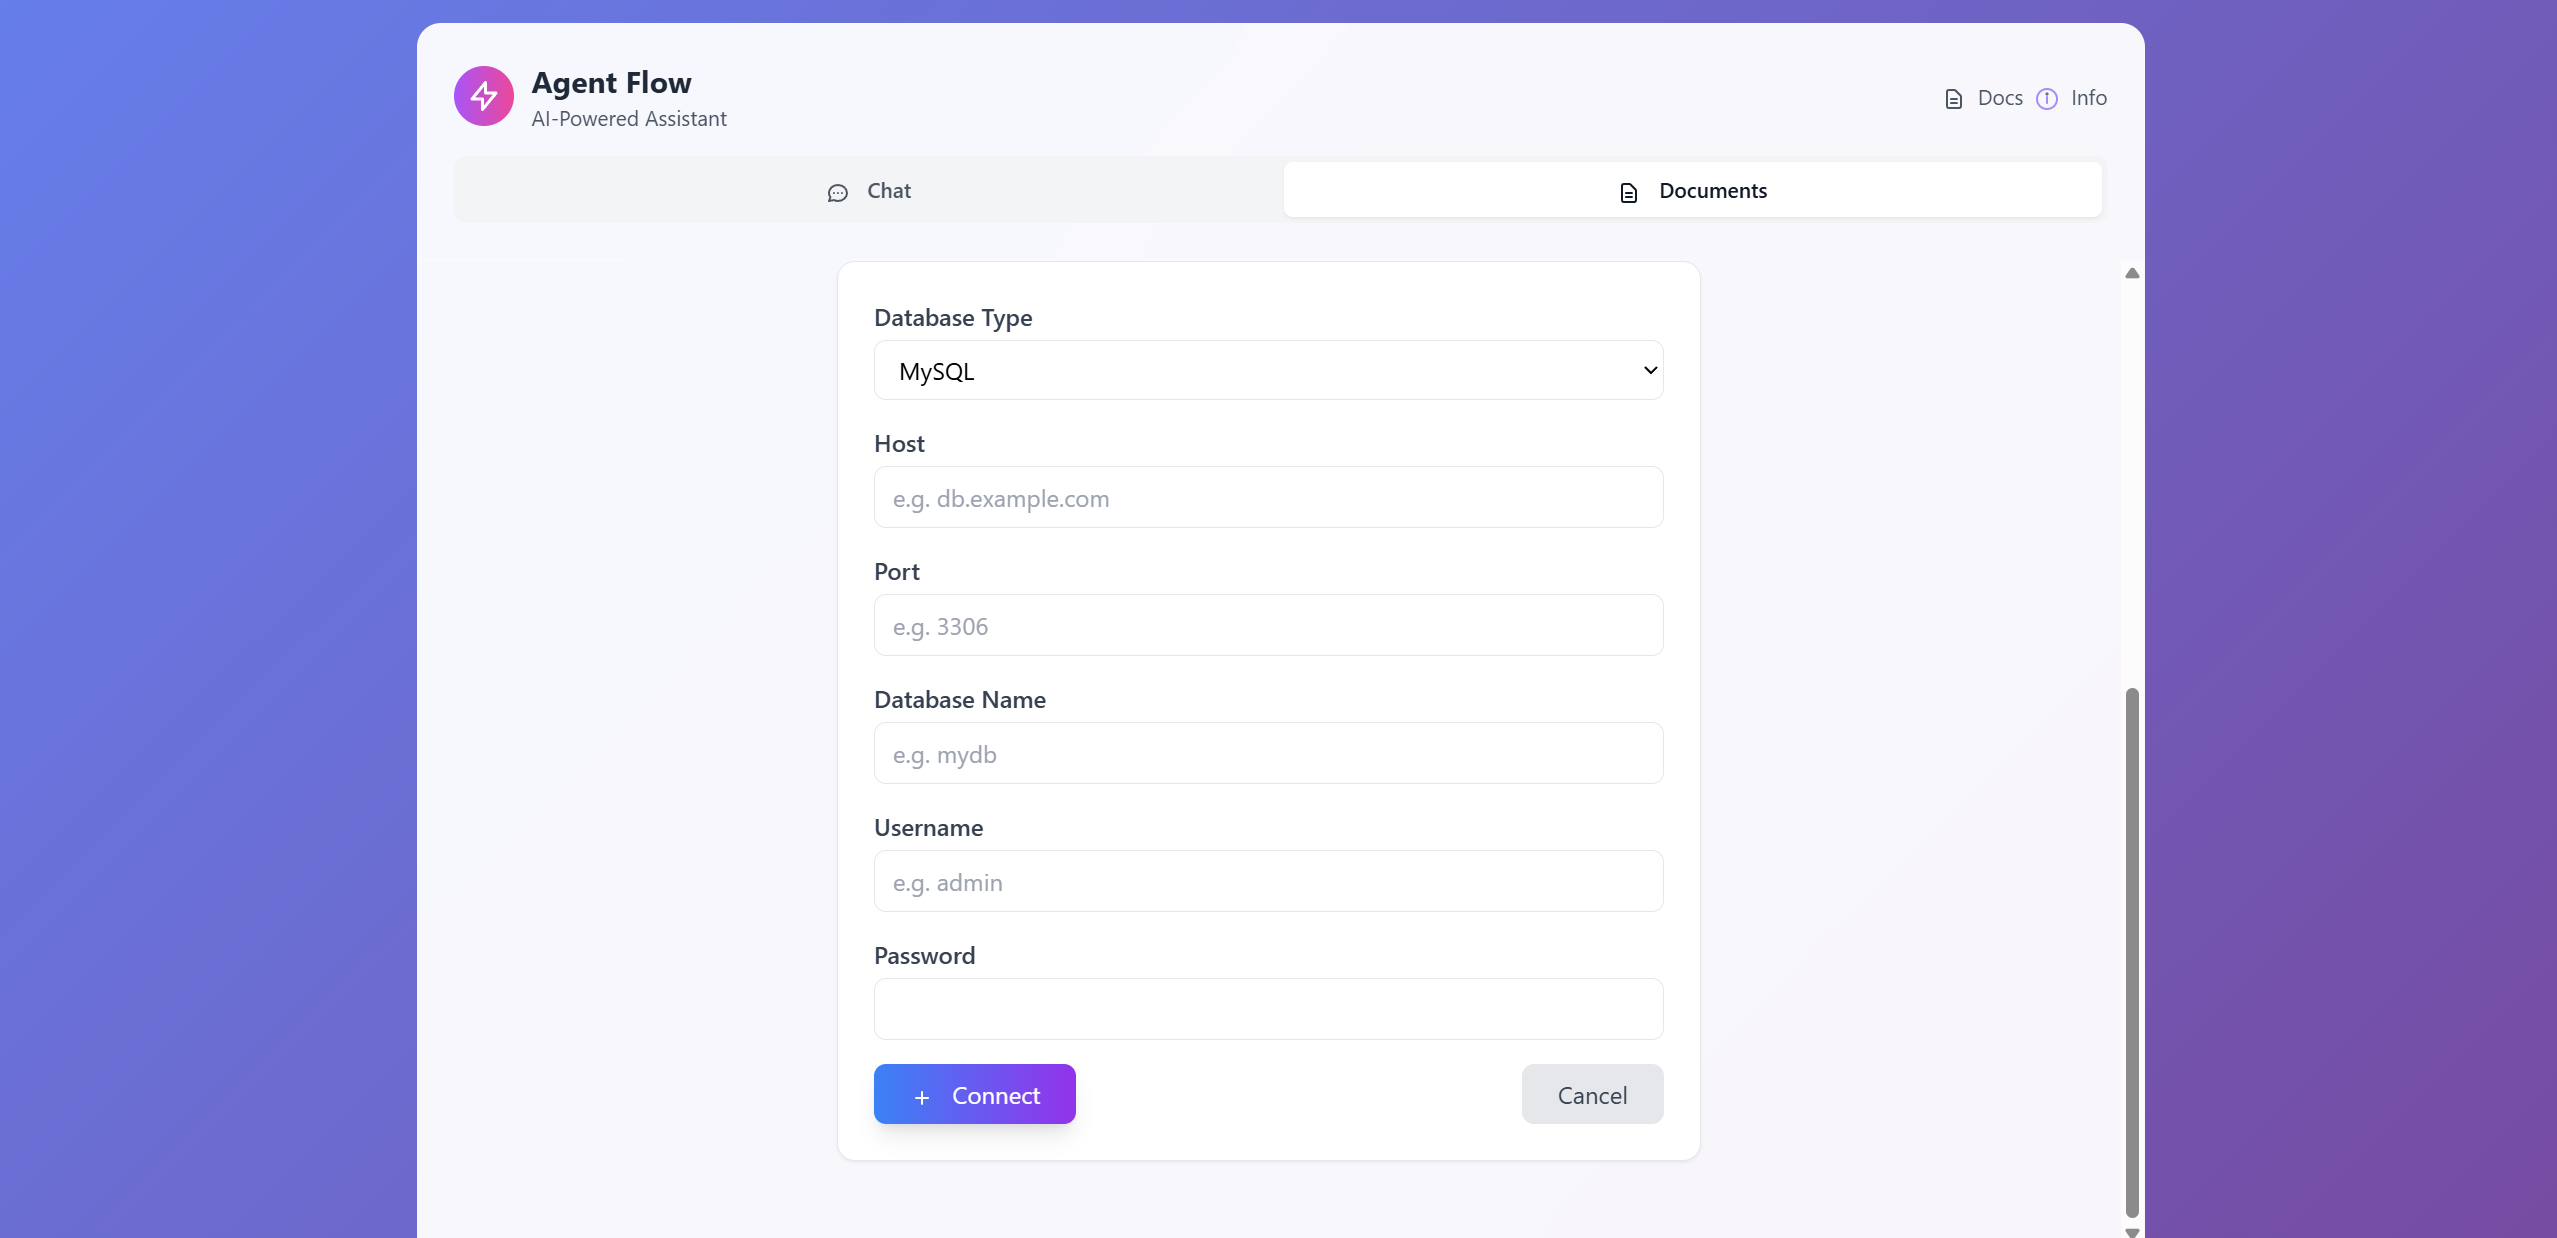 Agent Flow
AI-Powered Assistant
Docs
Info
Chat
Documents
Database Type
MySQL
Host
e.g. db.example.com
Port
e.g. 3306
Database Name
e.g. mydb
Username
e.g. admin
Password
+ Connect
Cancel